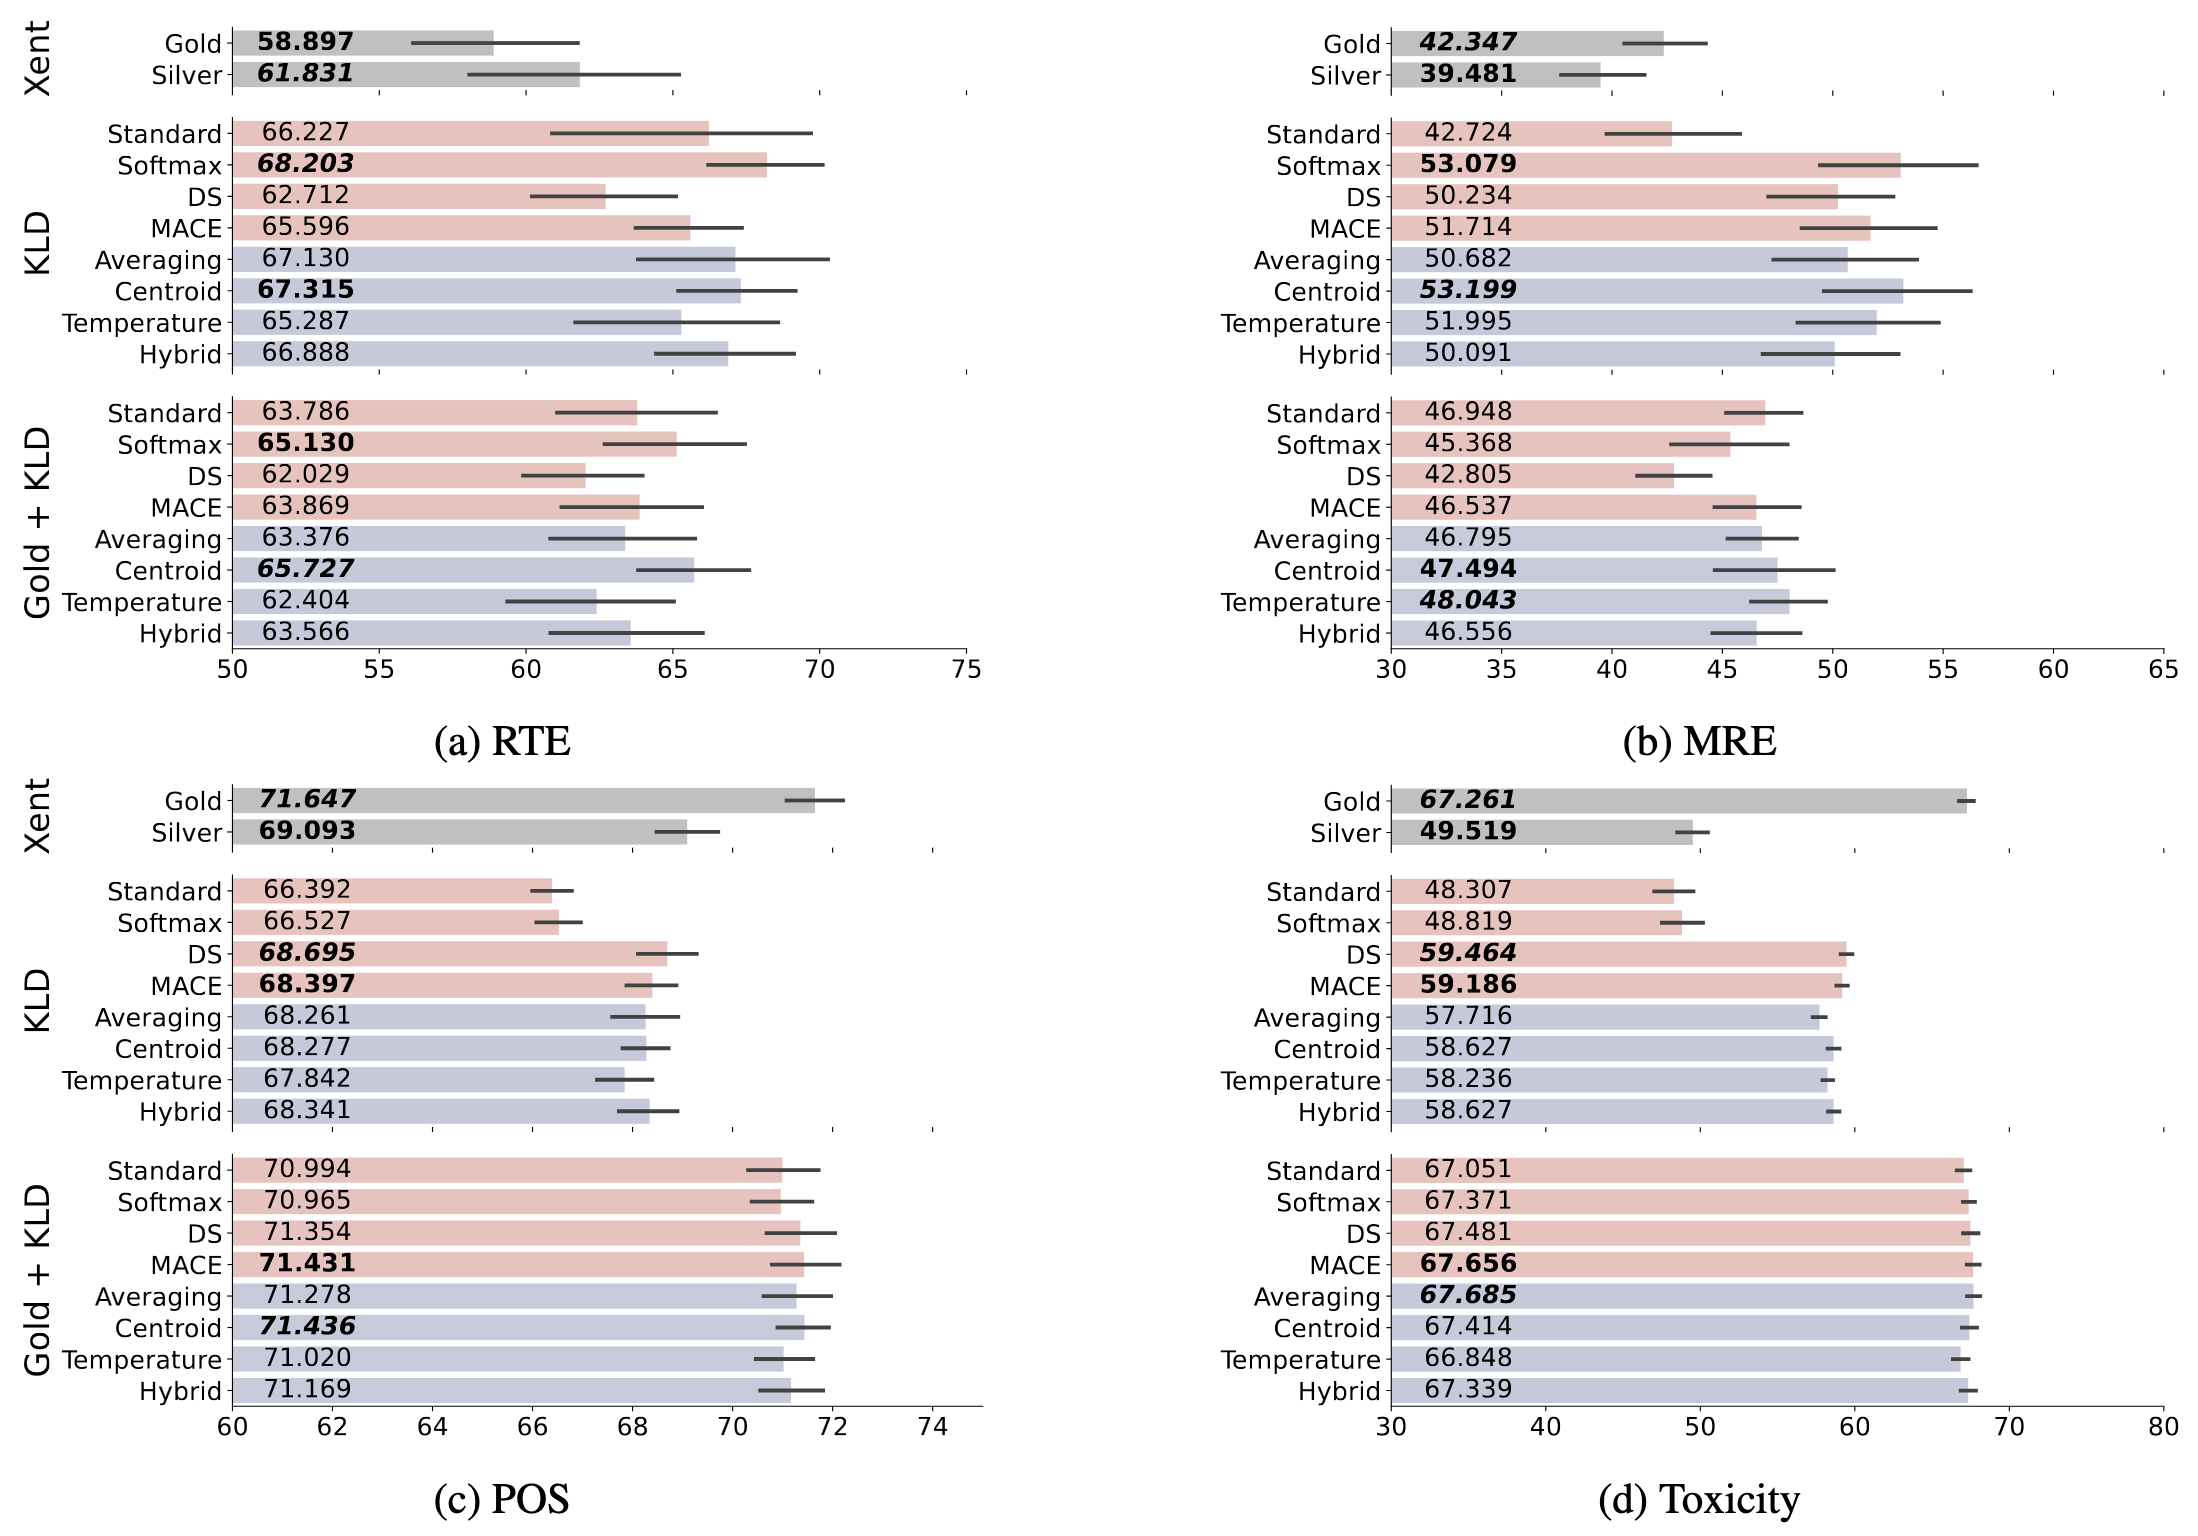 Xent
Gold 58.897
Silver 61.831
KLD
Standard 66.227
Softmax 68.203
DS 62.712
MACE 65.596
Averaging 67.130
Centroid 67.315
Temperature 65.287
Hybrid 66.888
Gold + KLD
Standard 63.786
Softmax 65.130
DS 62.029
MACE 63.869
Averaging 63.376
Centroid 65.727
Temperature 62.404
Hybrid 63.566
50 55 60 65 70 75
(a) RTE
Gold 42.347
Silver 39.481
Standard 42.724
Softmax 53.079
DS 50.234
MACE 51.714
Averaging 50.682
Centroid 53.199
Temperature 51.995
Hybrid 50.091
Standard 46.948
Softmax 45.368
DS 42.805
MACE 46.537
Averaging 46.795
Centroid 47.494
Temperature 48.043
Hybrid 46.556
30 35 40 45 50 55 60 65
(b) MRE
Xent
Gold 71.647
Silver 69.093
KLD
Standard 66.392
Softmax 66.527
DS 68.695
MACE 68.397
Averaging 68.261
Centroid 68.277
Temperature 67.842
Hybrid 68.341
Gold + KLD
Standard 70.994
Softmax 70.965
DS 71.354
MACE 71.431
Averaging 71.278
Centroid 71.436
Temperature 71.020
Hybrid 71.169
60 62 64 66 68 70 72 74
(c) POS
Gold 67.261
Silver 49.519
Standard 48.307
Softmax 48.819
DS 59.464
MACE 59.186
Averaging 57.716
Centroid 58.627
Temperature 58.236
Hybrid 58.627
Standard 67.051
Softmax 67.371
DS 67.481
MACE 67.656
Averaging 67.685
Centroid 67.414
Temperature 66.848
Hybrid 67.339
30 40 50 60 70 80
(d) Toxicity